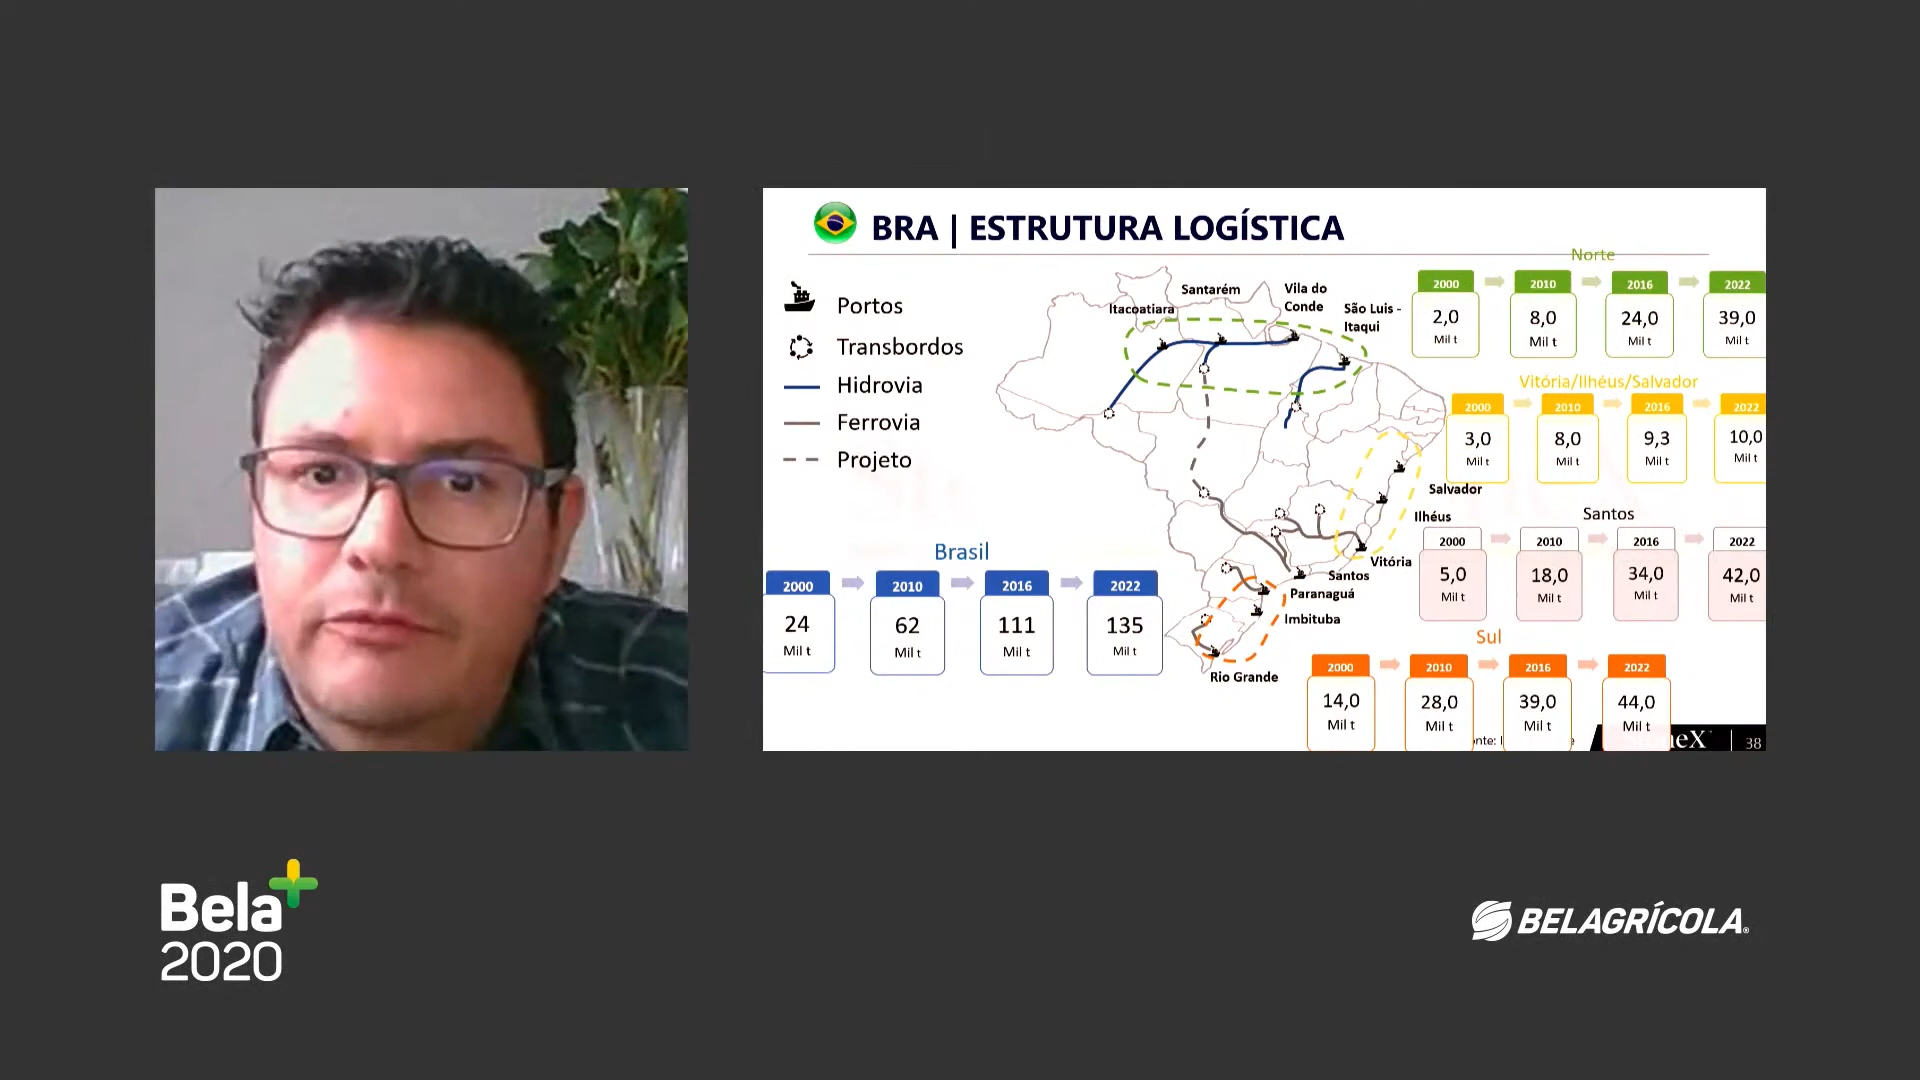 BRA | ESTRUTURA LOGÍSTICA
Portos
Transbordos
Hidrovia
Ferrovia
Projeto
Itacoatiara
Santarém
Vila do
Conde
São Luis -
Itaqui
Salvador
Ilhéus
Vitória
Santos
Paranaguá
Imbituba
Rio Grande
Norte
2000 2010 2016 2022
2,0 8,0 24,0 39,0
Mil t Mil t Mil t Mil t
Vitória/Ilhéus/Salvador
2000 2010 2016 2022
3,0 8,0 9,3 10,0
Mil t Mil t Mil t Mil t
Santos
2000 2010 2016 2022
5,0 18,0 34,0 42,0
Mil t Mil t Mil t Mil t
Brasil
2000 2010 2016 2022
24 62 111 135
Mil t Mil t Mil t Mil t
Sul
2000 2010 2016 2022
14,0 28,0 39,0 44,0
Mil t Mil t Mil t Mil t
38
Bela
2020
BELAGRÍCOLA